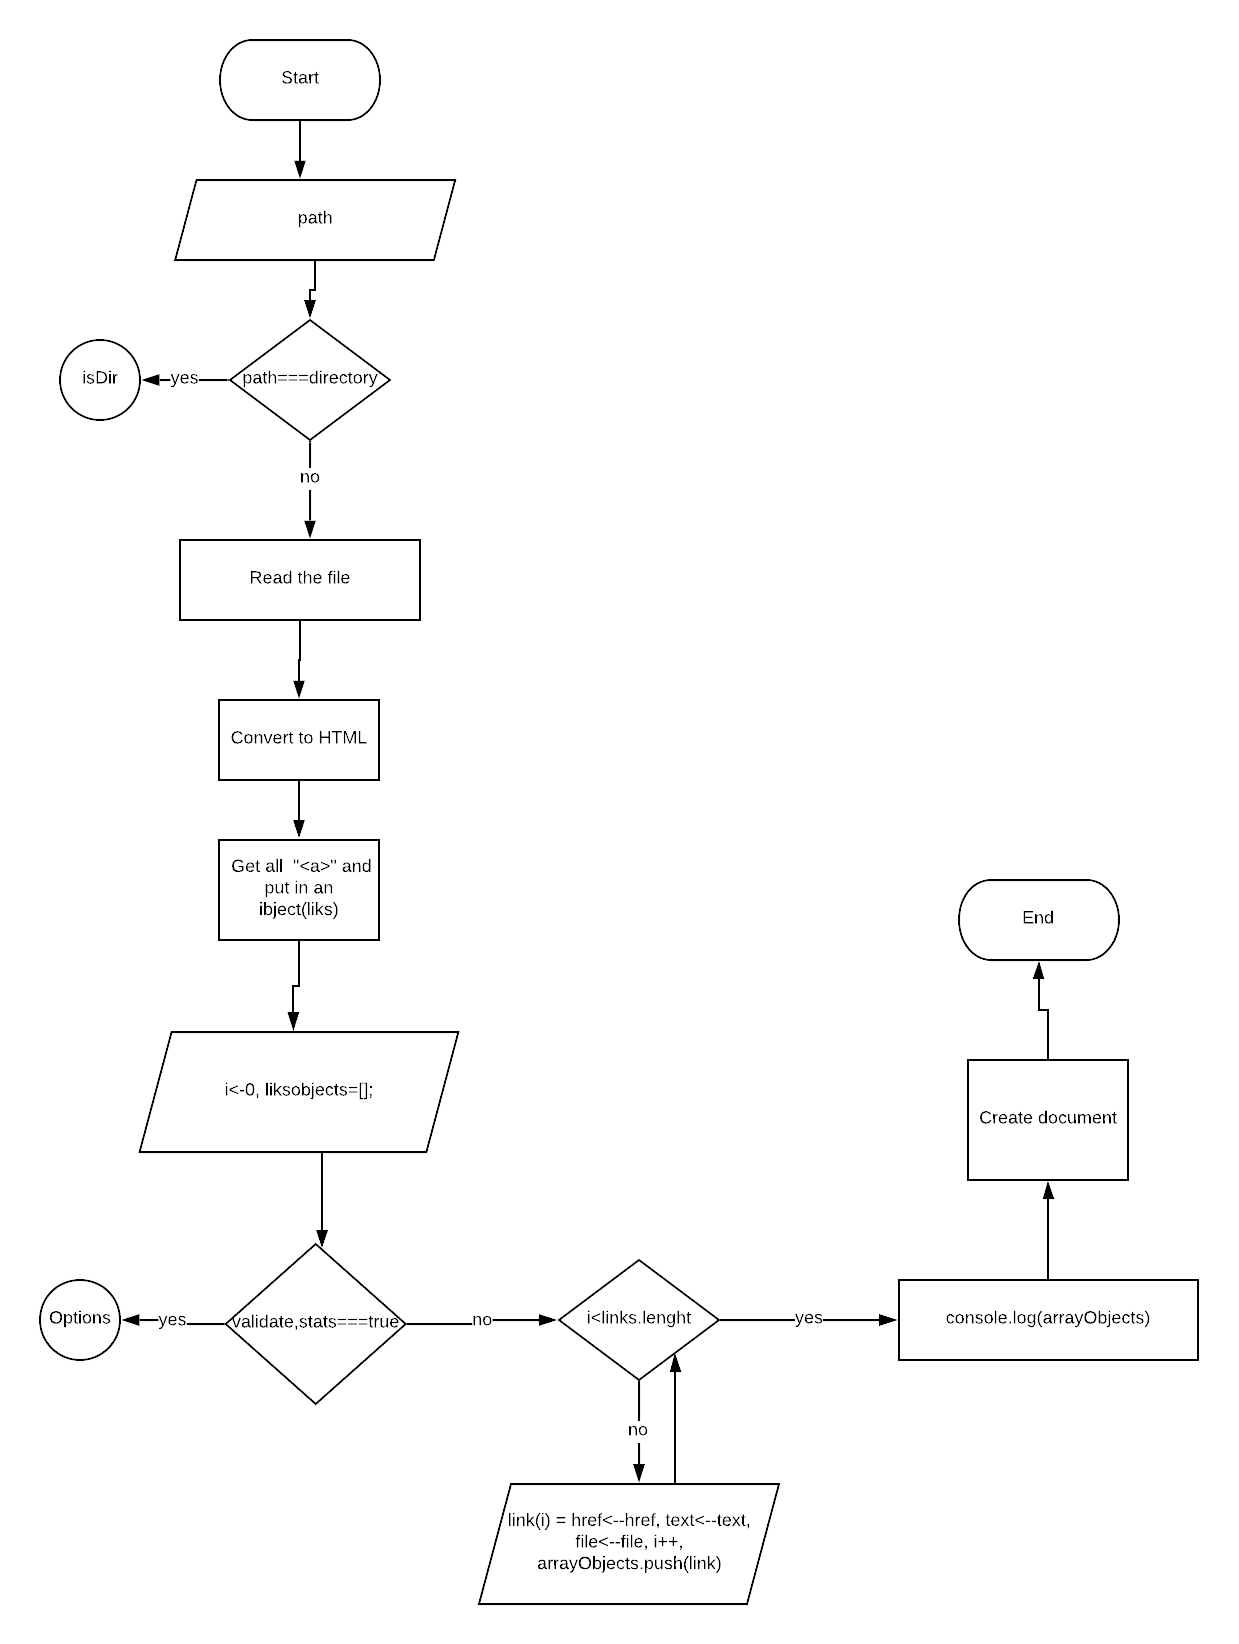 Start
path
path===directory
yes
isDir
no
Read the file
Convert to HTML
Get all  "<a>" and
put in an
ibject(liks)
i<-0, liksobjects=[];
validate,stats===true
yes
Options
no
i<links.lenght
no
link(i) = href<--href, text<--text,
file<--file, i++,
arrayObjects.push(link)
yes
console.log(arrayObjects)
Create document
End